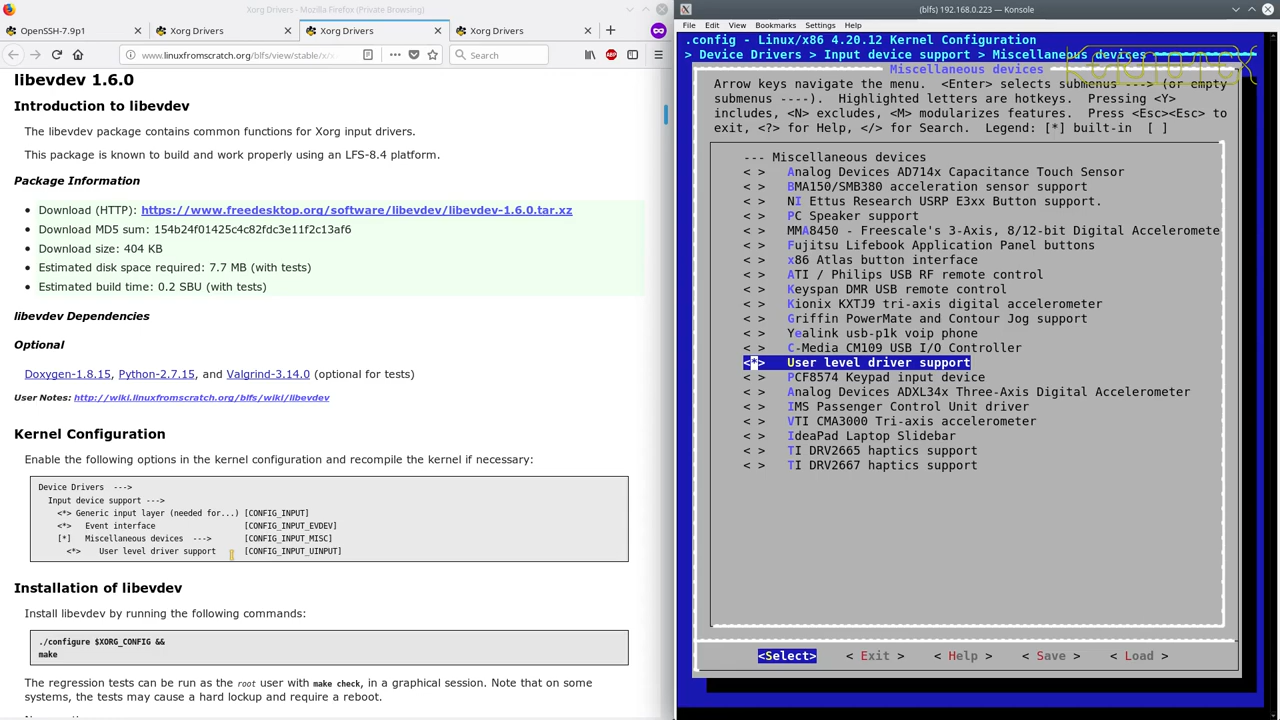 Xorg Drivers - Mozilla Firefox (Private Browsing)
OpenSSH-7.9p1
Xorg Drivers
Xorg Drivers
Xorg Drivers
www.linuxfromscratch.org/blfs/view/stable/x/
Search
libevdev 1.6.0
Introduction to libevdev
The libevdev package contains common functions for Xorg input drivers.
This package is known to build and work properly using an LFS-8.4 platform.
Package Information
Download (HTTP): https://www.freedesktop.org/software/libevdev/libevdev-1.6.0.tar.xz
Download MD5 sum: 154b24f01425c4c82fdc3e11f2c13af6
Download size: 404 KB
Estimated disk space required: 7.7 MB (with tests)
Estimated build time: 0.2 SBU (with tests)
libevdev Dependencies
Optional
Doxygen-1.8.15, Python-2.7.15, and Valgrind-3.14.0 (optional for tests)
User Notes: http://wiki.linuxfromscratch.org/blfs/wiki/libevdev
Kernel Configuration
Enable the following options in the kernel configuration and recompile the kernel if necessary:
Device Drivers --->
Input device support --->
<*> Generic input layer (needed for...) [CONFIG_INPUT]
<*> Event interface [CONFIG_INPUT_EVDEV]
[*] Miscellaneous devices ---> [CONFIG_INPUT_MISC]
<*> User level driver support [CONFIG_INPUT_UINPUT]
Installation of libevdev
Install libevdev by running the following commands:
./configure $XORG_CONFIG &&
make
The regression tests can be run as the root user with make check, in a graphical session. Note that on some
systems, the tests may cause a hard lockup and require a reboot.
(blfs) 192.168.0.223 — Konsole
File Edit View Bookmarks Settings Help
.config - Linux/x86 4.20.12 Kernel Configuration
> Device Drivers > Input device support > Miscellaneous devices
Miscellaneous devices
Arrow keys navigate the menu. <Enter> selects submenus ---> (or empty
submenus ----). Highlighted letters are hotkeys. Pressing <Y>
includes, <N> excludes, <M> modularizes features. Press <Esc><Esc> to
exit, <?> for Help, </> for Search. Legend: [*] built-in [ ]
--- Miscellaneous devices
< > Analog Devices AD714x Capacitance Touch Sensor
< > BMA150/SMB380 acceleration sensor support
< > NI Ettus Research USRP E3xx Button support.
< > PC Speaker support
< > MMA8450 - Freescale's 3-Axis, 8/12-bit Digital Acceleromete
< > Fujitsu Lifebook Application Panel buttons
< > x86 Atlas button interface
< > ATI / Philips USB RF remote control
< > Keyspan DMR USB remote control
< > Kionix KXTJ9 tri-axis digital accelerometer
< > Griffin PowerMate and Contour Jog support
< > Yealink usb-p1k voip phone
< > C-Media CM109 USB I/O Controller
<*> User level driver support
< > PCF8574 Keypad input device
< > Analog Devices ADXL34x Three-Axis Digital Accelerometer
< > IMS Passenger Control Unit driver
< > VTI CMA3000 Tri-axis accelerometer
< > IdeaPad Laptop Slidebar
< > TI DRV2665 haptics support
< > TI DRV2667 haptics support
<Select> < Exit > < Help > < Save > < Load >